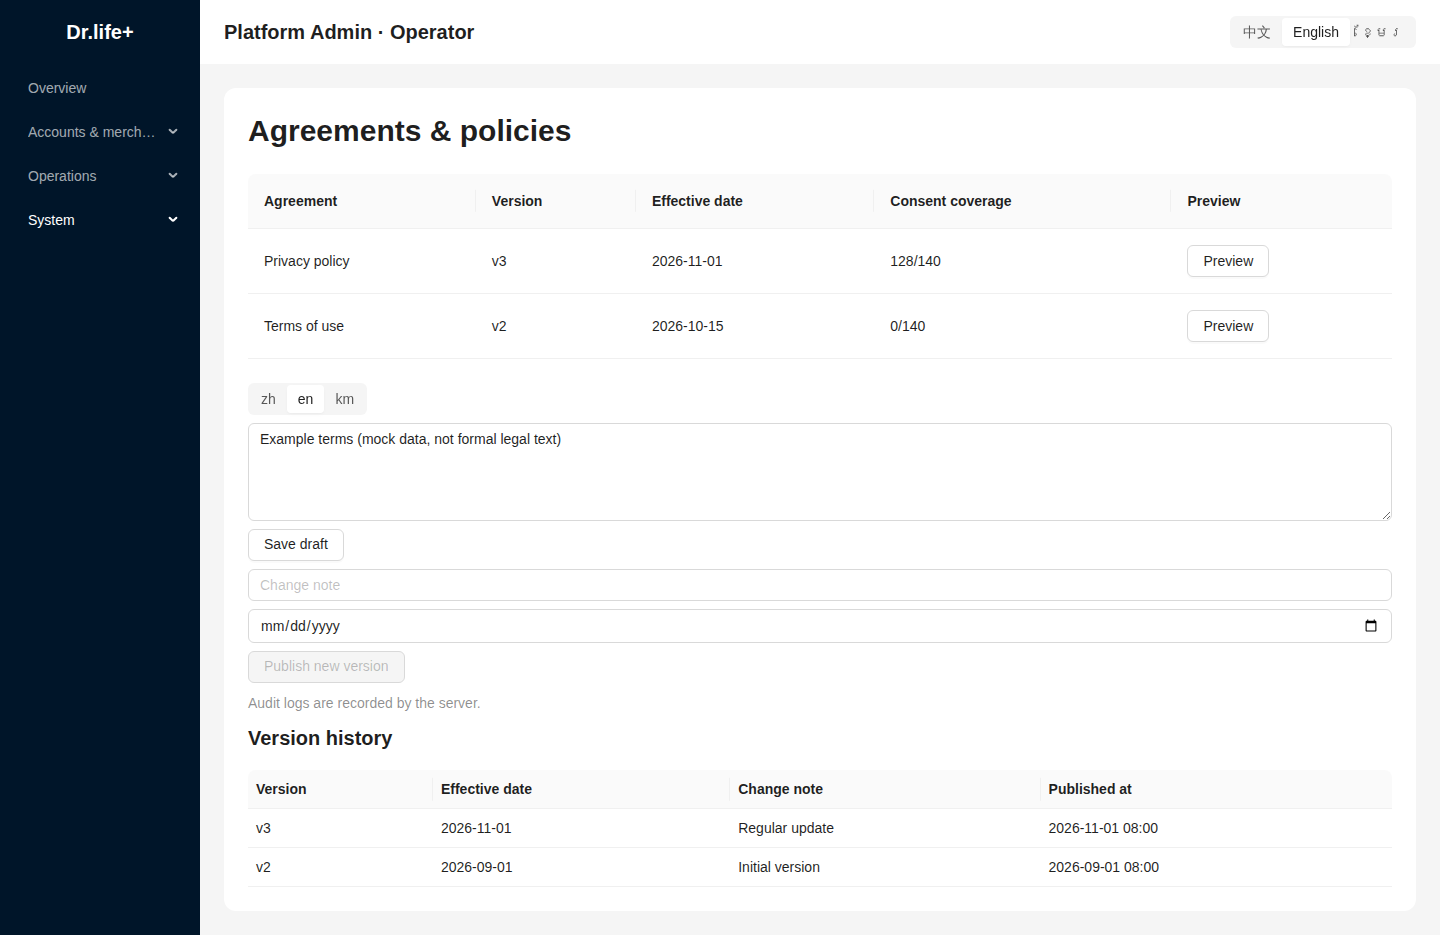 Dr.life+
Overview
Accounts & merch…
Operations
System
Platform Admin · Operator
中文 English ខ្មែរ
Agreements & policies
Agreement Version Effective date Consent coverage Preview
Privacy policy v3 2026-11-01 128/140 Preview
Terms of use v2 2026-10-15 0/140 Preview
zh en km
Example terms (mock data, not formal legal text)
Save draft
Change note
mm/dd/yyyy
Publish new version
Audit logs are recorded by the server.
Version history
Version Effective date Change note Published at
v3 2026-11-01 Regular update 2026-11-01 08:00
v2 2026-09-01 Initial version 2026-09-01 08:00